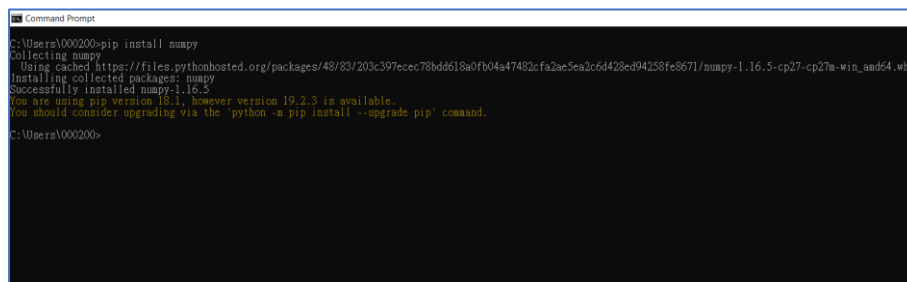 Command Prompt
C:\Users\000200>pip install numpy
Collecting numpy
Using cached https://files.pythonhosted.org/packages/48/83/203c397ecec78bdd618a0fb04a47482cfa2ae5ea2c6d428ed94258fe8671/numpy-1.16.5-cp27-cp27m-win_amd64.wh
Installing collected packages: numpy
Successfully installed numpy-1.16.5
You are using pip version 18.1, however version 19.2.3 is available.
You should consider upgrading via the 'python -m pip install --upgrade pip' command.
C:\Users\000200>